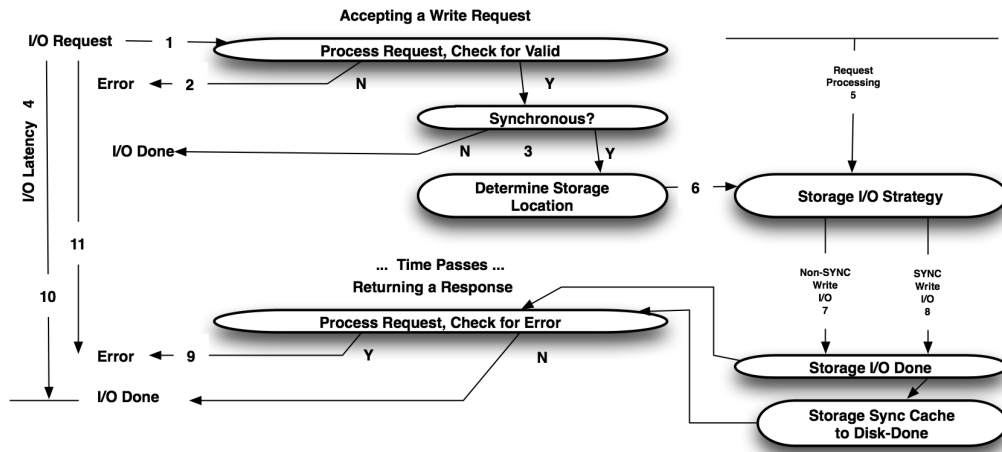 Accepting a Write Request
I/O Request
1
Process Request, Check for Valid
Error
2
N
Y
Request
Processing
5
Synchronous?
I/O Done
N
3
Y
I/O Latency 4
Determine Storage
Location
6
Storage I/O Strategy
11
10
... Time Passes ...
Returning a Response
Non-SYNC
Write
I/O
7
SYNC
Write
I/O
8
Process Request, Check for Error
Error
9
Y
N
Storage I/O Done
I/O Done
Storage Sync Cache
to Disk-Done